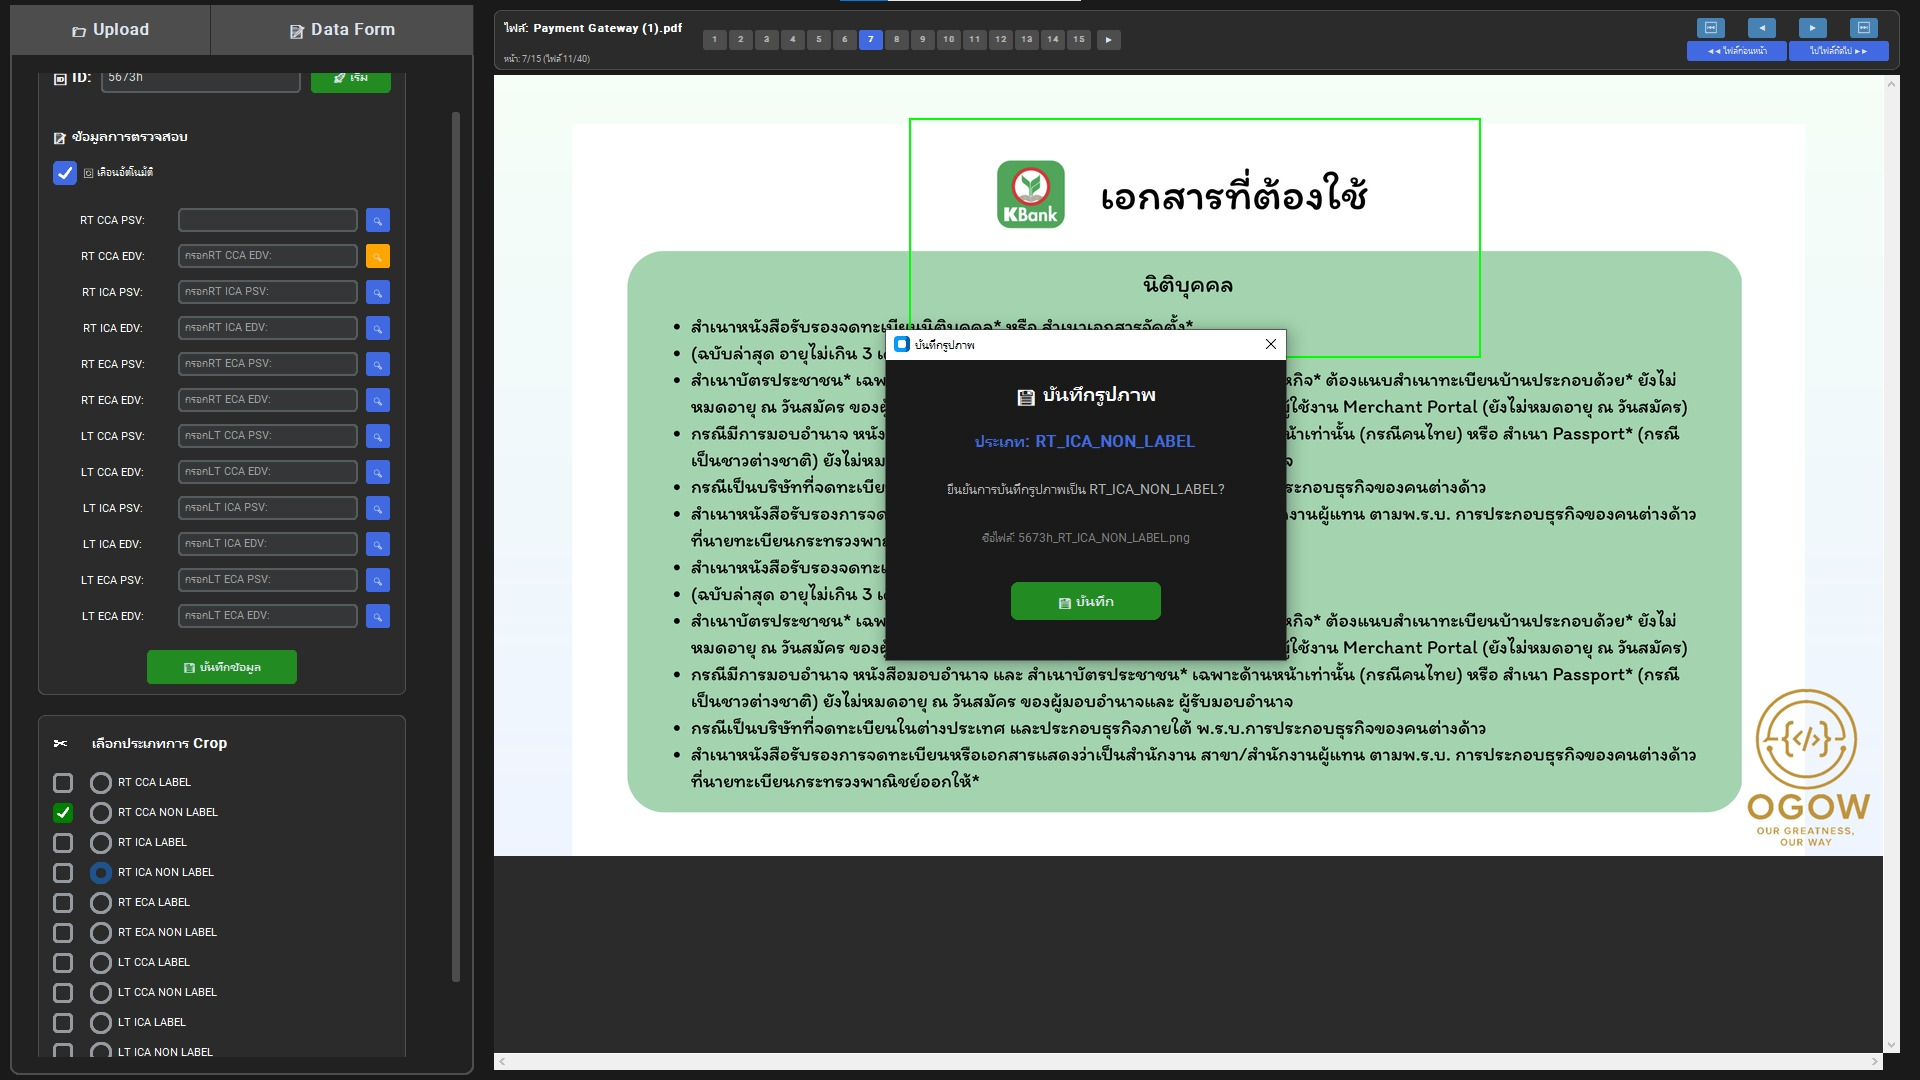 Upload
Data Form
ID:
5673h
เริ่ม
ข้อมูลการตรวจสอบ
เลื่อนอัตโนมัติ
RT CCA PSV:
RT CCA EDV:
กรอกRT CCA EDV:
RT ICA PSV:
กรอกRT ICA PSV:
RT ICA EDV:
กรอกRT ICA EDV:
RT ECA PSV:
กรอกRT ECA PSV:
RT ECA EDV:
กรอกRT ECA EDV:
LT CCA PSV:
กรอกLT CCA PSV:
LT CCA EDV:
กรอกLT CCA EDV:
LT ICA PSV:
กรอกLT ICA PSV:
LT ICA EDV:
กรอกLT ICA EDV:
LT ECA PSV:
กรอกLT ECA PSV:
LT ECA EDV:
กรอกLT ECA EDV:
บันทึกข้อมูล
เลือกประเภทการ Crop
RT CCA LABEL
RT CCA NON LABEL
RT ICA LABEL
RT ICA NON LABEL
RT ECA LABEL
RT ECA NON LABEL
LT CCA LABEL
LT CCA NON LABEL
LT ICA LABEL
LT ICA NON LABEL
ไฟล์: Payment Gateway (1).pdf
หน้า: 7/15 (ไฟล์ 11/40)
1 2 3 4 5 6 7 8 9 10 11 12 13 14 15
ไฟล์ก่อนหน้า
ไปไฟล์ถัดไป
KBank
เอกสารที่ต้องใช้
นิติบุคคล
สำเนาหนังสือรับรองจดทะเบียนนิติบุคคล* หรือ สำเนาเอกสารจัดตั้ง*
(ฉบับล่าสุด อายุไม่เกิน 3 เ
สำเนาบัตรประชาชน* เฉพ
หกิจ* ต้องแนบสำเนาทะเบียนบ้านประกอบด้วย* ยังไม่
หมดอายุ ณ วันสมัคร ของผู้
ผู้ใช้งาน Merchant Portal (ยังไม่หมดอายุ ณ วันสมัคร)
กรณีมีการมอบอำนาจ หนัง
น้าเท่านั้น (กรณีคนไทย) หรือ สำเนา Passport* (กรณี
เป็นชาวต่างชาติ) ยังไม่หม
จ
กรณีเป็นบริษัทที่จดทะเบีย
ระกอบธุรกิจของคนต่างด้าว
สำเนาหนังสือรับรองการจด
งานผู้แทน ตามพ.ร.บ. การประกอบธุรกิจของคนต่างด้าว
ที่นายทะเบียนกระทรวงพา
สำเนาหนังสือรับรองจดทะเ
(ฉบับล่าสุด อายุไม่เกิน 3 เ
สำเนาบัตรประชาชน* เฉพ
หกิจ* ต้องแนบสำเนาทะเบียนบ้านประกอบด้วย* ยังไม่
หมดอายุ ณ วันสมัคร ของผู้
ผู้ใช้งาน Merchant Portal (ยังไม่หมดอายุ ณ วันสมัคร)
กรณีมีการมอบอำนาจ หนังสือมอบอำนาจ และ สำเนาบัตรประชาชน* เฉพาะด้านหน้าเท่านั้น (กรณีคนไทย) หรือ สำเนา Passport* (กรณี
เป็นชาวต่างชาติ) ยังไม่หมดอายุ ณ วันสมัคร ของผู้มอบอำนาจและ ผู้รับมอบอำนาจ
กรณีเป็นบริษัทที่จดทะเบียนในต่างประเทศ และประกอบธุรกิจภายใต้ พ.ร.บ.การประกอบธุรกิจของคนต่างด้าว
สำเนาหนังสือรับรองการจดทะเบียนหรือเอกสารแสดงว่าเป็นสำนักงาน สาขา/สำนักงานผู้แทน ตามพ.ร.บ. การประกอบธุรกิจของคนต่างด้าว
ที่นายทะเบียนกระทรวงพาณิชย์ออกให้*
บันทึกรูปภาพ
บันทึกรูปภาพ
ประเภท: RT_ICA_NON_LABEL
ยืนยันการบันทึกรูปภาพเป็น RT_ICA_NON_LABEL?
ชื่อไฟล์: 5673h_RT_ICA_NON_LABEL.png
บันทึก
OGOW
OUR GREATNESS,
OUR WAY